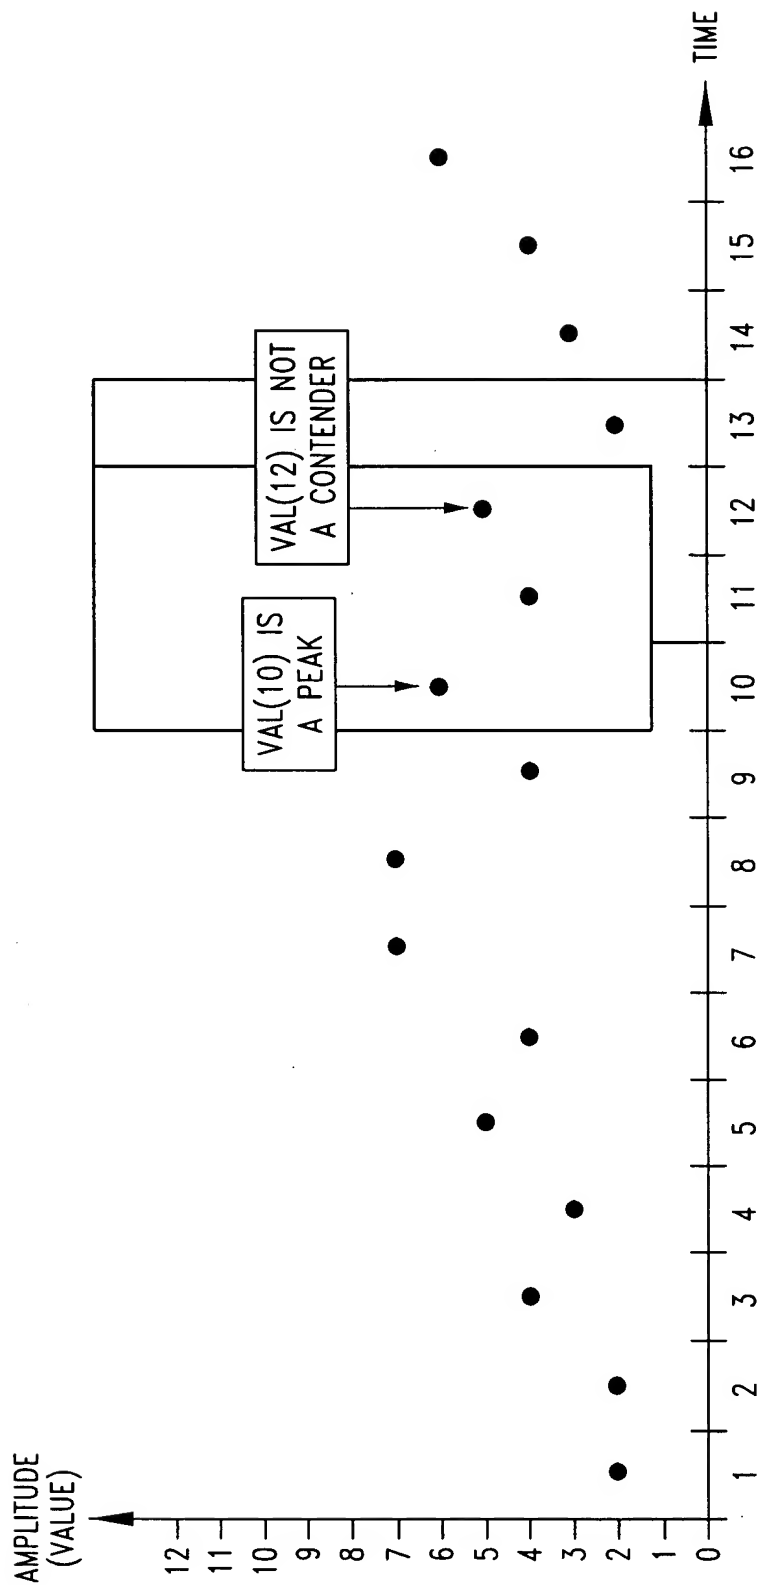 AMPLITUDE
(VALUE)
12
11
10
9
8
7
6
5
4
3
2
1
0
VAL(10) IS
A PEAK
VAL(12) IS NOT
A CONTENDER
1 2 3 4 5 6 7 8 9 10 11 12 13 14 15 16
TIME